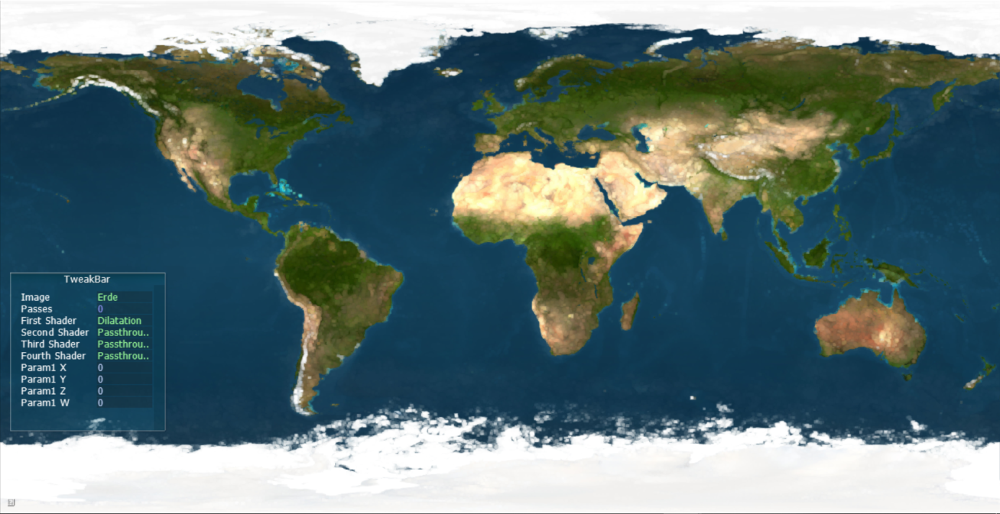 TweakBar
Image Erde
Passes 0
First Shader Dilatation
Second Shader Passthrou..
Third Shader Passthrou..
Fourth Shader Passthrou..
Param1 X 0
Param1 Y 0
Param1 Z 0
Param1 W 0